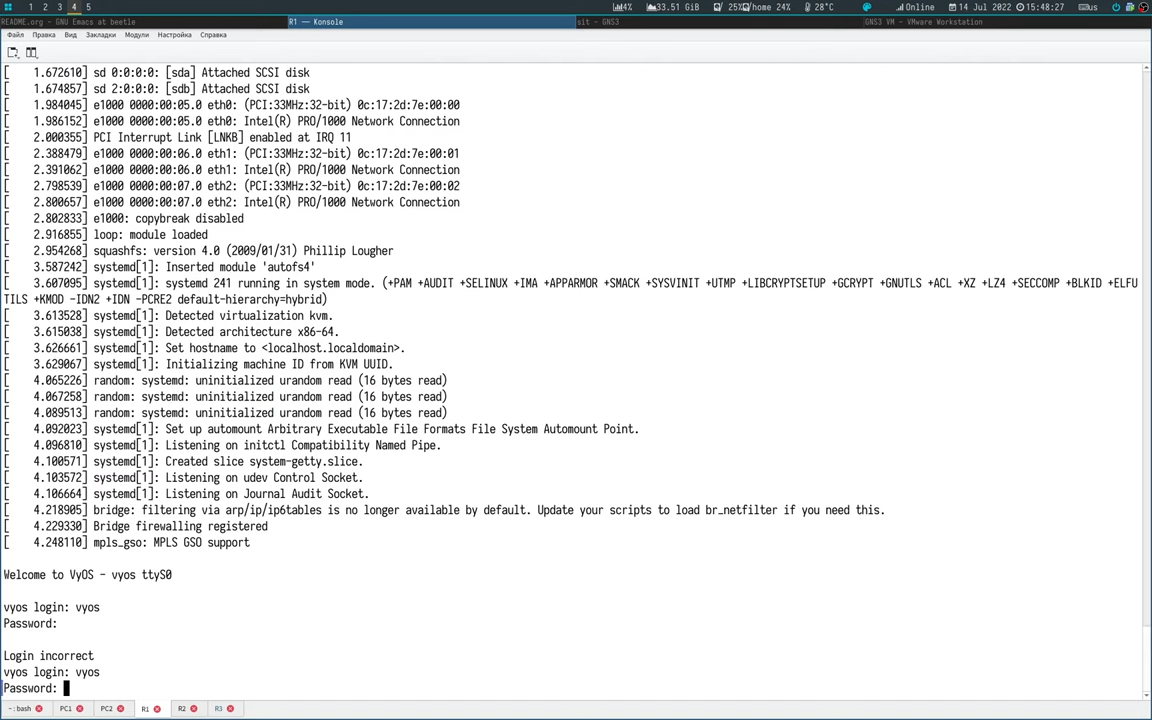 1 2 3 4 5 4% 33.51 GiB 25% /home 24% 28°C Online 14 Jul 2022 15:48:27 us
README.org - GNU Emacs at beetle R1 — Konsole sit - GNS3 GNS3 VM - VMware Workstation
Файл Правка Вид Закладки Модули Настройка Справка
[    1.672610] sd 0:0:0:0: [sda] Attached SCSI disk
[    1.674857] sd 2:0:0:0: [sdb] Attached SCSI disk
[    1.984045] e1000 0000:00:05.0 eth0: (PCI:33MHz:32-bit) 0c:17:2d:7e:00:00
[    1.986152] e1000 0000:00:05.0 eth0: Intel(R) PRO/1000 Network Connection
[    2.000355] PCI Interrupt Link [LNKB] enabled at IRQ 11
[    2.388479] e1000 0000:00:06.0 eth1: (PCI:33MHz:32-bit) 0c:17:2d:7e:00:01
[    2.391062] e1000 0000:00:06.0 eth1: Intel(R) PRO/1000 Network Connection
[    2.798539] e1000 0000:00:07.0 eth2: (PCI:33MHz:32-bit) 0c:17:2d:7e:00:02
[    2.800657] e1000 0000:00:07.0 eth2: Intel(R) PRO/1000 Network Connection
[    2.802833] e1000: copybreak disabled
[    2.916855] loop: module loaded
[    2.954268] squashfs: version 4.0 (2009/01/31) Phillip Lougher
[    3.587242] systemd[1]: Inserted module 'autofs4'
[    3.607095] systemd[1]: systemd 241 running in system mode. (+PAM +AUDIT +SELINUX +IMA +APPARMOR +SMACK +SYSVINIT +UTMP +LIBCRYPTSETUP +GCRYPT +GNUTLS +ACL +XZ +LZ4 +SECCOMP +BLKID +ELFU
TILS +KMOD -IDN2 +IDN -PCRE2 default-hierarchy=hybrid)
[    3.613528] systemd[1]: Detected virtualization kvm.
[    3.615038] systemd[1]: Detected architecture x86-64.
[    3.626661] systemd[1]: Set hostname to <localhost.localdomain>.
[    3.629067] systemd[1]: Initializing machine ID from KVM UUID.
[    4.065226] random: systemd: uninitialized urandom read (16 bytes read)
[    4.067258] random: systemd: uninitialized urandom read (16 bytes read)
[    4.089513] random: systemd: uninitialized urandom read (16 bytes read)
[    4.092023] systemd[1]: Set up automount Arbitrary Executable File Formats File System Automount Point.
[    4.096810] systemd[1]: Listening on initctl Compatibility Named Pipe.
[    4.100571] systemd[1]: Created slice system-getty.slice.
[    4.103572] systemd[1]: Listening on udev Control Socket.
[    4.106664] systemd[1]: Listening on Journal Audit Socket.
[    4.218905] bridge: filtering via arp/ip/ip6tables is no longer available by default. Update your scripts to load br_netfilter if you need this.
[    4.229330] Bridge firewalling registered
[    4.248110] mpls_gso: MPLS GSO support
Welcome to VyOS - vyos ttyS0
vyos login: vyos
Password:
Login incorrect
vyos login: vyos
Password:
~ : bash PC1 PC2 R1 R2 R3